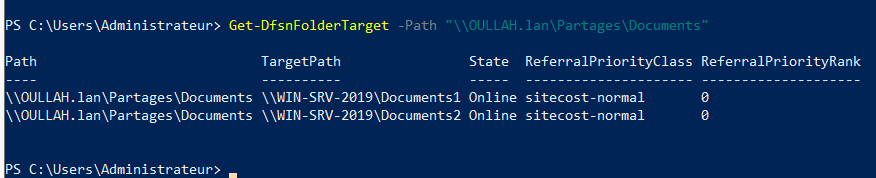 PS C:\Users\Administrateur> Get-DfsnFolderTarget -Path "\\OULLAH.lan\Partages\Documents"
Path TargetPath State ReferralPriorityClass ReferralPriorityRank
---- ---------- ----- --------------------- --------------------
\\OULLAH.lan\Partages\Documents \\WIN-SRV-2019\Documents1 Online sitecost-normal 0
\\OULLAH.lan\Partages\Documents \\WIN-SRV-2019\Documents2 Online sitecost-normal 0
PS C:\Users\Administrateur>